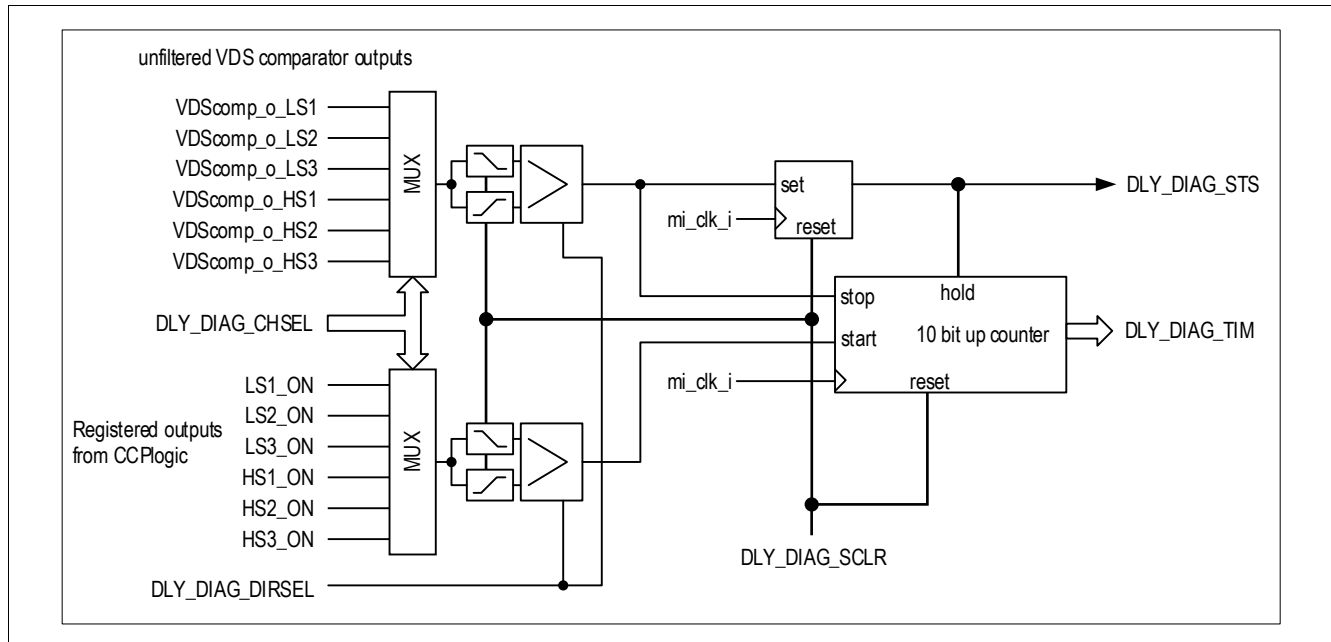 unfiltered VDS comparator outputs
VDScomp_o_LS1
VDScomp_o_LS2
VDScomp_o_LS3
VDScomp_o_HS1
VDScomp_o_HS2
VDScomp_o_HS3
MUX
DLY_DIAG_CHSEL
LS1_ON
LS2_ON
LS3_ON
HS1_ON
HS2_ON
HS3_ON
Registered outputs
from CCPlogic
MUX
DLY_DIAG_DIRSEL
set
mi_clk_i
reset
DLY_DIAG_STS
stop
hold
start
10 bit up counter
DLY_DIAG_TIM
mi_clk_i
reset
DLY_DIAG_SCLR